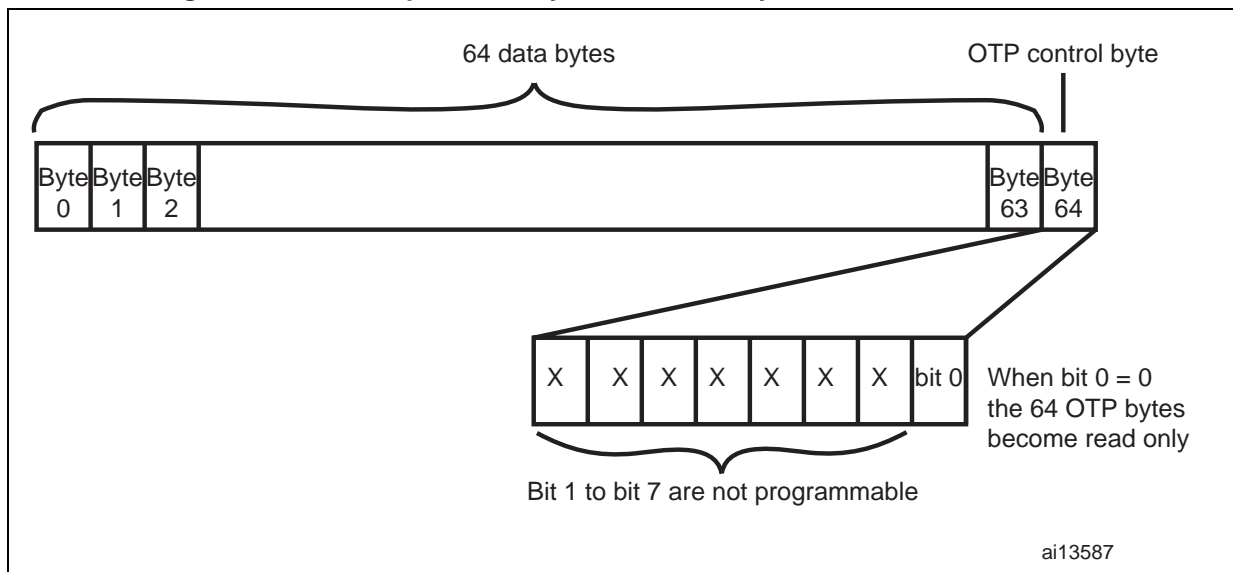 64 data bytes
OTP control byte
Byte Byte Byte Byte Byte
0 1 2 63 64
X X X X X X X bit 0
When bit 0 = 0
the 64 OTP bytes
become read only
Bit 1 to bit 7 are not programmable
ai13587